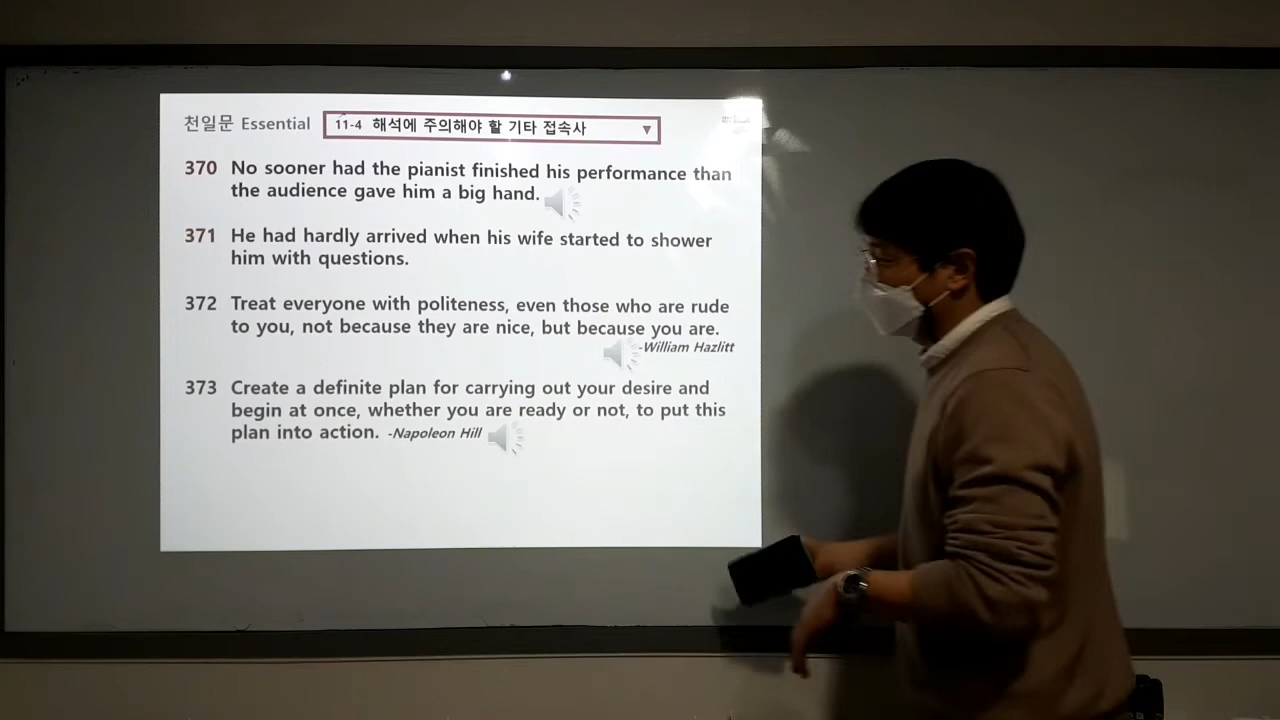 천일문 Essential 11-4 해석에 주의해야 할 기타 접속사 ▼
370 No sooner had the pianist finished his performance than
the audience gave him a big hand.
371 He had hardly arrived when his wife started to shower
him with questions.
372 Treat everyone with politeness, even those who are rude
to you, not because they are nice, but because you are.
-William Hazlitt
373 Create a definite plan for carrying out your desire and
begin at once, whether you are ready or not, to put this
plan into action. -Napoleon Hill